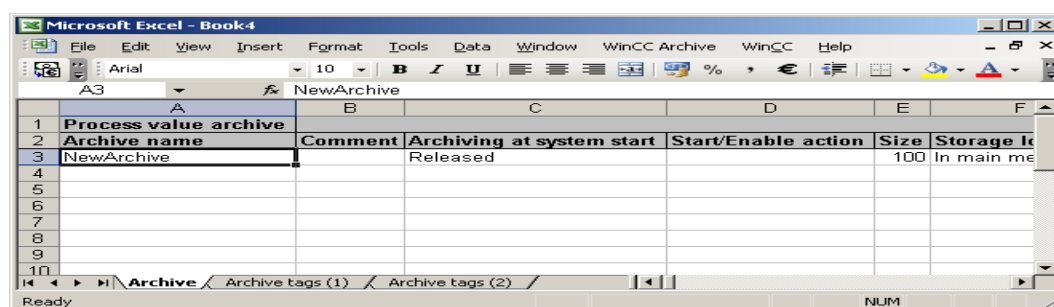 Microsoft Excel - Book4
File Edit View Insert Format Tools Data Window WinCC Archive WinCC Help
Arial 10 B I U % , €
A3 fx NewArchive
A B C D E F
1 Process value archive
2 Archive name Comment Archiving at system start Start/Enable action Size Storage lo
3 NewArchive Released 100 In main me
4
5
6
7
8
9
10
Archive Archive tags (1) Archive tags (2)
Ready NUM